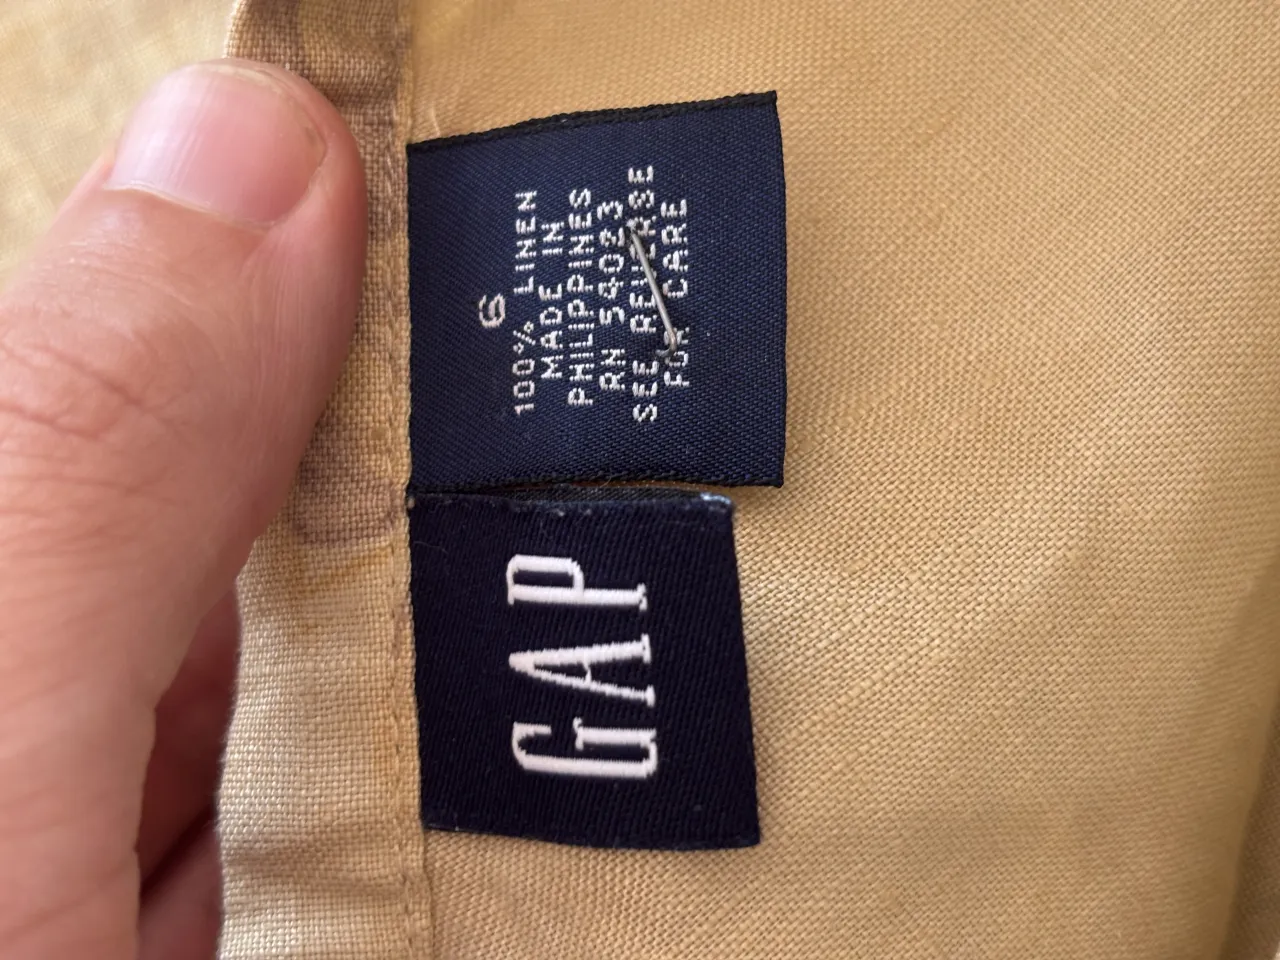 6
100% LINEN
MADE IN
PHILIPPINES
RN 54023
SEE REVERSE
FOR CARE
GAP